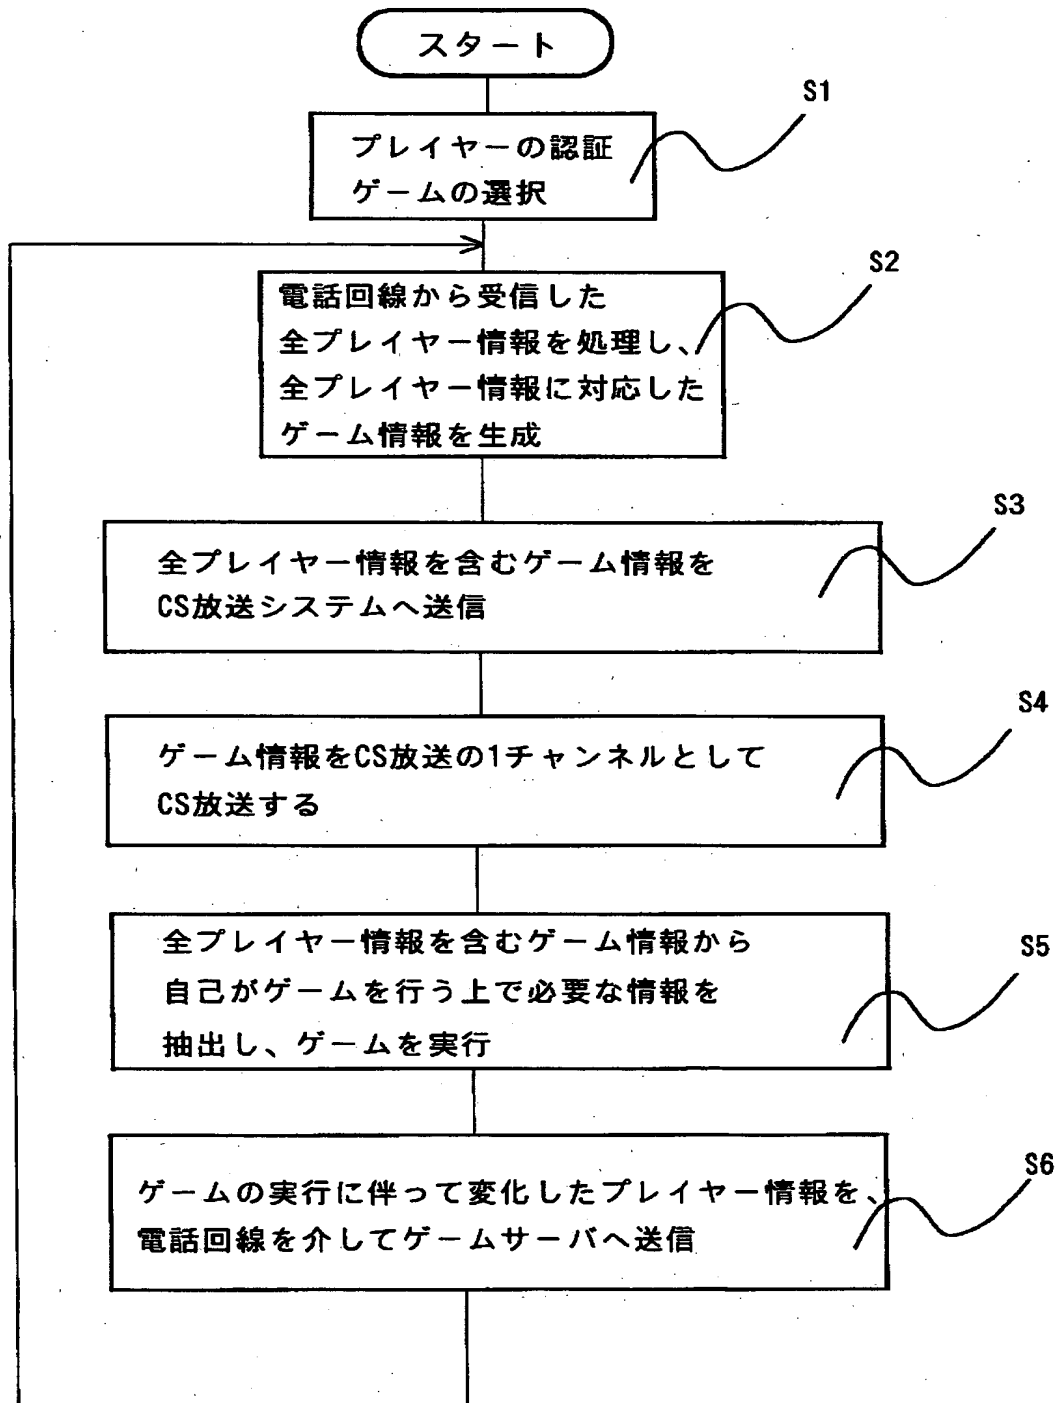 スタート
S1
プレイヤーの認証
ゲームの選択
S2
電話回線から受信した
全プレイヤー情報を処理し、
全プレイヤー情報に対応した
ゲーム情報を生成
S3
全プレイヤー情報を含むゲーム情報を
CS放送システムへ送信
S4
ゲーム情報をCS放送の1チャンネルとして
CS放送する
S5
全プレイヤー情報を含むゲーム情報から
自己がゲームを行う上で必要な情報を
抽出し、ゲームを実行
S6
ゲームの実行に伴って変化したプレイヤー情報を、
電話回線を介してゲームサーバへ送信